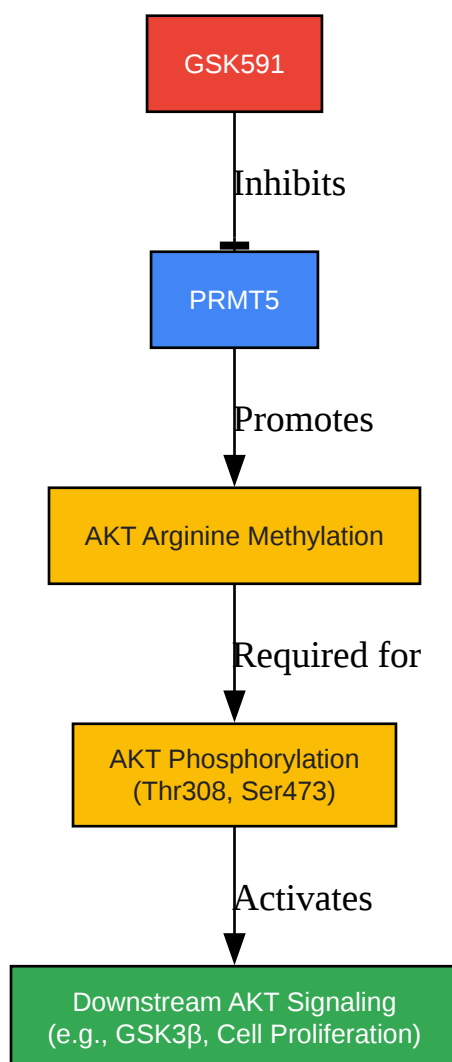 GSK591
Inhibits
PRMT5
Promotes
AKT Arginine Methylation
Required for
AKT Phosphorylation
(Thr308, Ser473)
Activates
Downstream AKT Signaling
(e.g., GSK3β, Cell Proliferation)